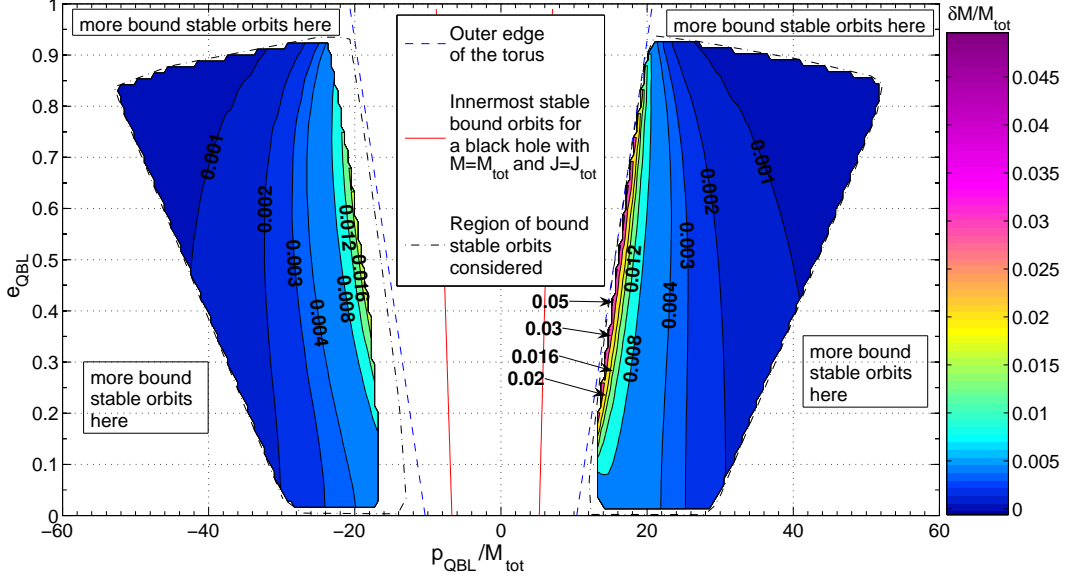 more bound stable orbits here
more bound stable orbits here
δM/M_tot
Outer edge
of the torus
Innermost stable
bound orbits for
a black hole with
M=M_tot and J=J_tot
Region of bound
stable orbits
considered
1
0.9
0.8
0.7
0.6
0.5
0.4
0.3
0.2
0.1
0
e_QBL
0.001
0.002
0.003
0.004
0.008
0.012
0.016
more bound
stable orbits
here
0.05
0.03
0.016
0.02
0.008
0.012
0.004
0.003
0.002
0.001
more bound
stable orbits
here
−60
−40
−20
0
20
40
60
p_QBL/M_tot
0.045
0.04
0.035
0.03
0.025
0.02
0.015
0.01
0.005
0